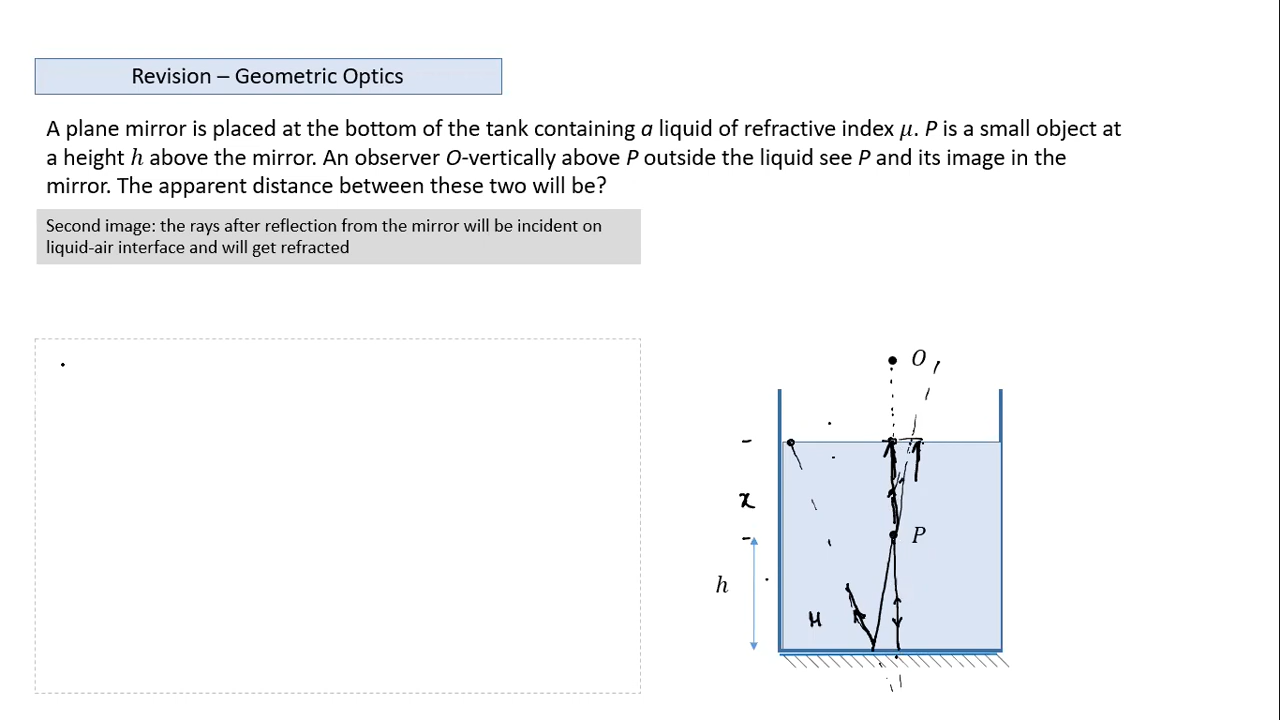 Revision – Geometric Optics
A plane mirror is placed at the bottom of the tank containing a liquid of refractive index μ. P is a small object at
a height h above the mirror. An observer O-vertically above P outside the liquid see P and its image in the
mirror. The apparent distance between these two will be?
Second image: the rays after reflection from the mirror will be incident on
liquid-air interface and will get refracted
O
x
P
h
μ